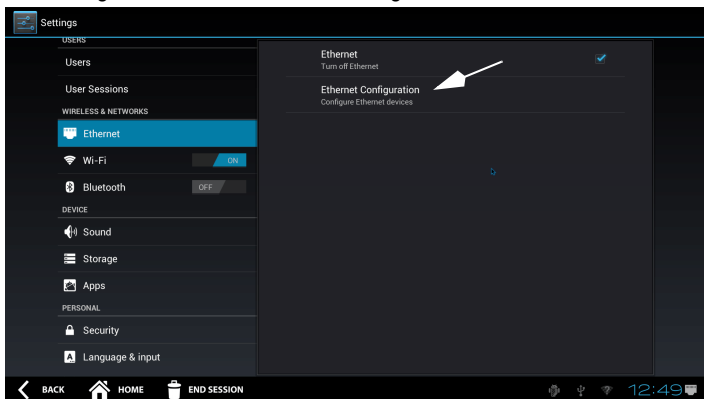 Settings
USERS
Users
User Sessions
WIRELESS & NETWORKS
Ethernet
Wi-Fi
ON
Bluetooth
OFF
DEVICE
Sound
Storage
Apps
PERSONAL
Security
Language & input
Ethernet
Turn off Ethernet
Ethernet Configuration
Configure Ethernet devices
BACK
HOME
END SESSION
12:49